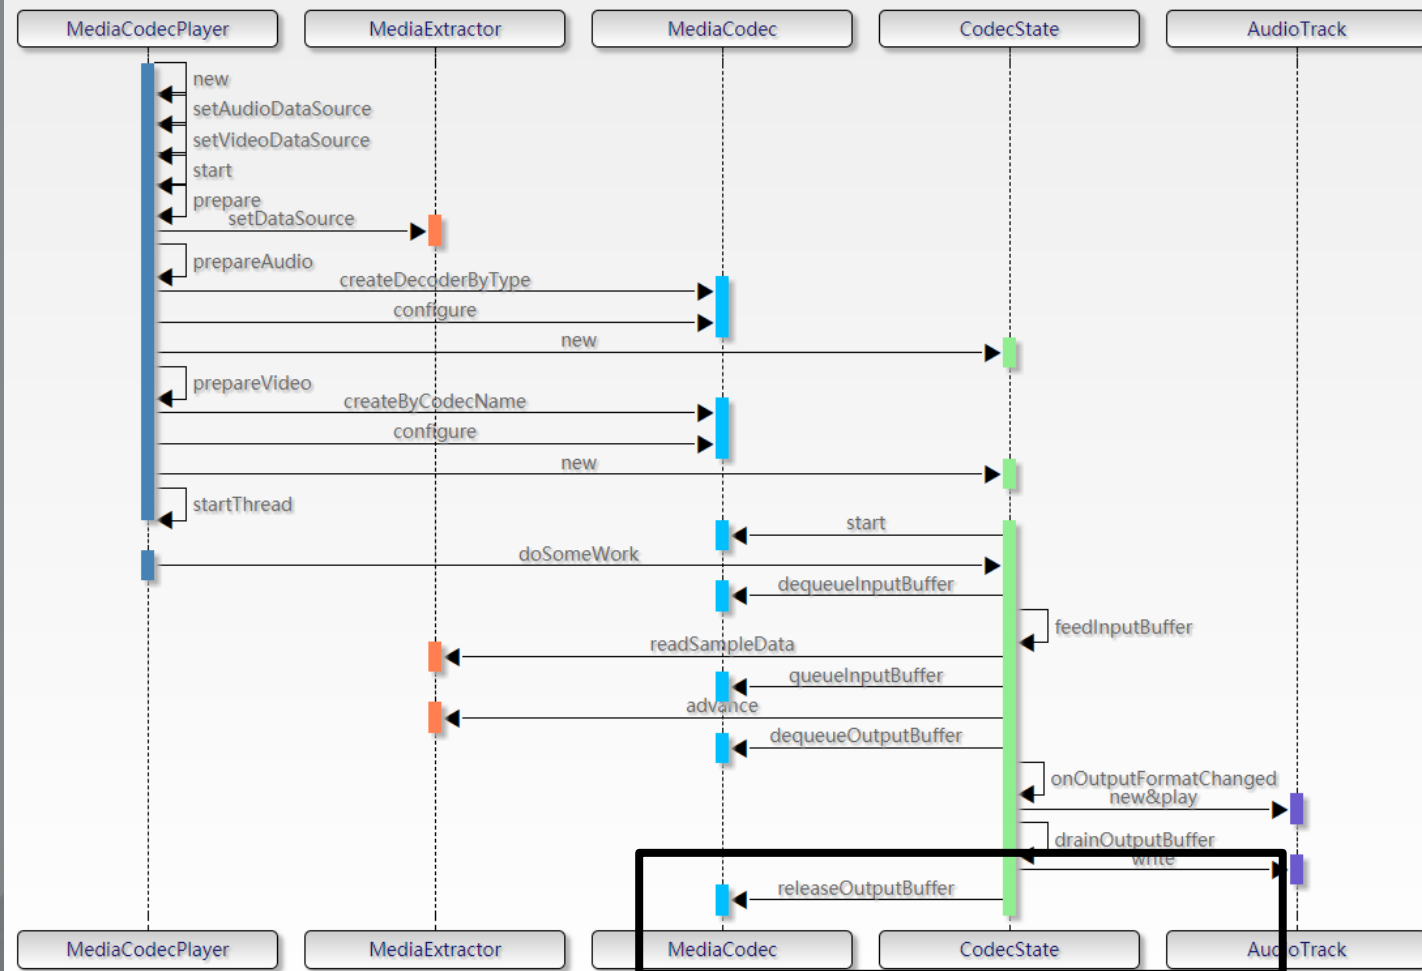 MediaCodecPlayer MediaExtractor MediaCodec CodecState AudioTrack
new
setAudioDataSource
setVideoDataSource
start
prepare
setDataSource
prepareAudio
createDecoderByType
configure
new
prepareVideo
createByCodecName
configure
new
startThread
start
doSomeWork
dequeueInputBuffer
feedInputBuffer
readSampleData
queueInputBuffer
advance
dequeueOutputBuffer
onOutputFormatChanged
new&play
drainOutputBuffer
write
releaseOutputBuffer
MediaCodecPlayer MediaExtractor MediaCodec CodecState AudioTrack